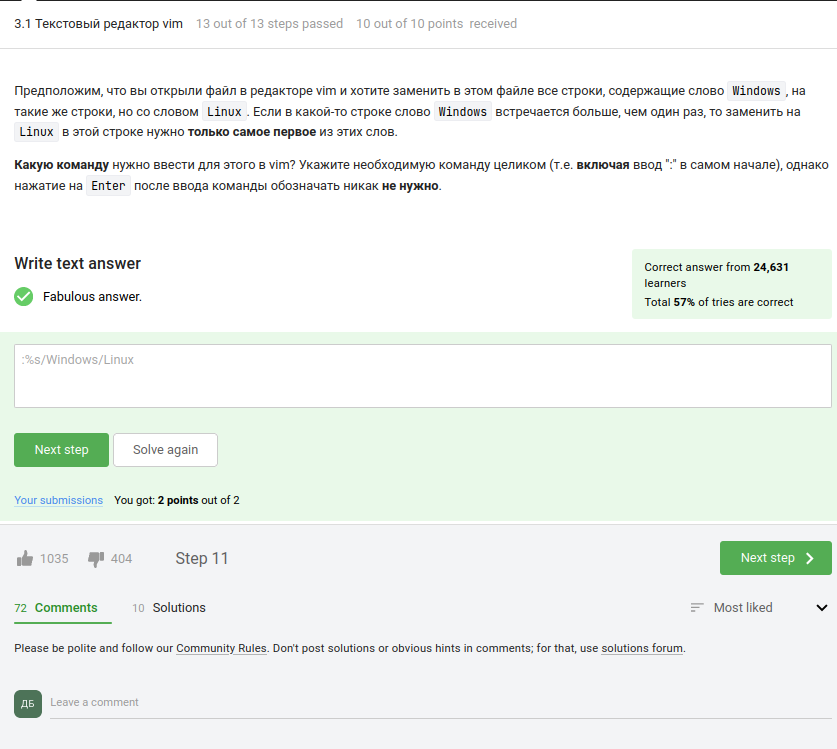 3.1 Текстовый редактор vim 13 out of 13 steps passed 10 out of 10 points received
Предположим, что вы открыли файл в редакторе vim и хотите заменить в этом файле все строки, содержащие слово Windows, на
такие же строки, но со словом Linux. Если в какой-то строке слово Windows встречается больше, чем один раз, то заменить на
Linux в этой строке нужно только самое первое из этих слов.
Какую команду нужно ввести для этого в vim? Укажите необходимую команду целиком (т.е. включая ввод ":" в самом начале), однако
нажатие на Enter после ввода команды обозначать никак не нужно.
Write text answer
Fabulous answer.
Correct answer from 24,631
learners
Total 57% of tries are correct
:%s/Windows/Linux
Next step Solve again
Your submissions You got: 2 points out of 2
1035 404 Step 11 Next step
72 Comments 10 Solutions Most liked
Please be polite and follow our Community Rules. Don't post solutions or obvious hints in comments; for that, use solutions forum.
ДБ Leave a comment